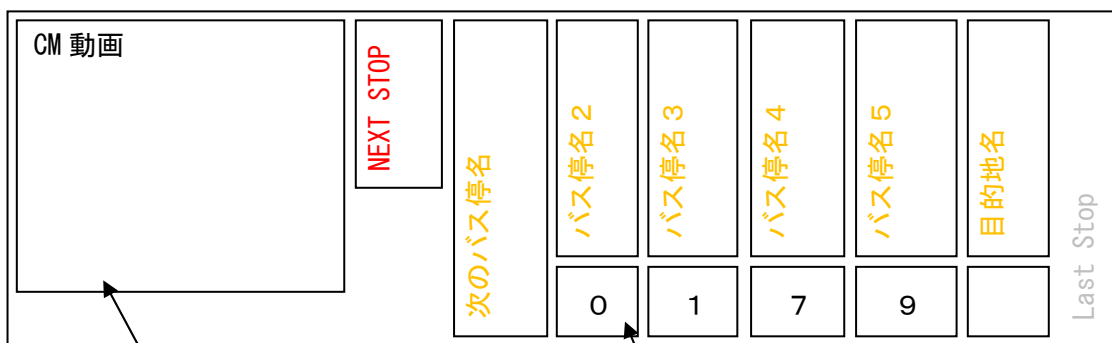 CM 動画
NEXT STOP
次のバス停名
バス停名 2
バス停名 3
バス停名 4
バス停名 5
目的地名
Last Stop
0
1
7
9